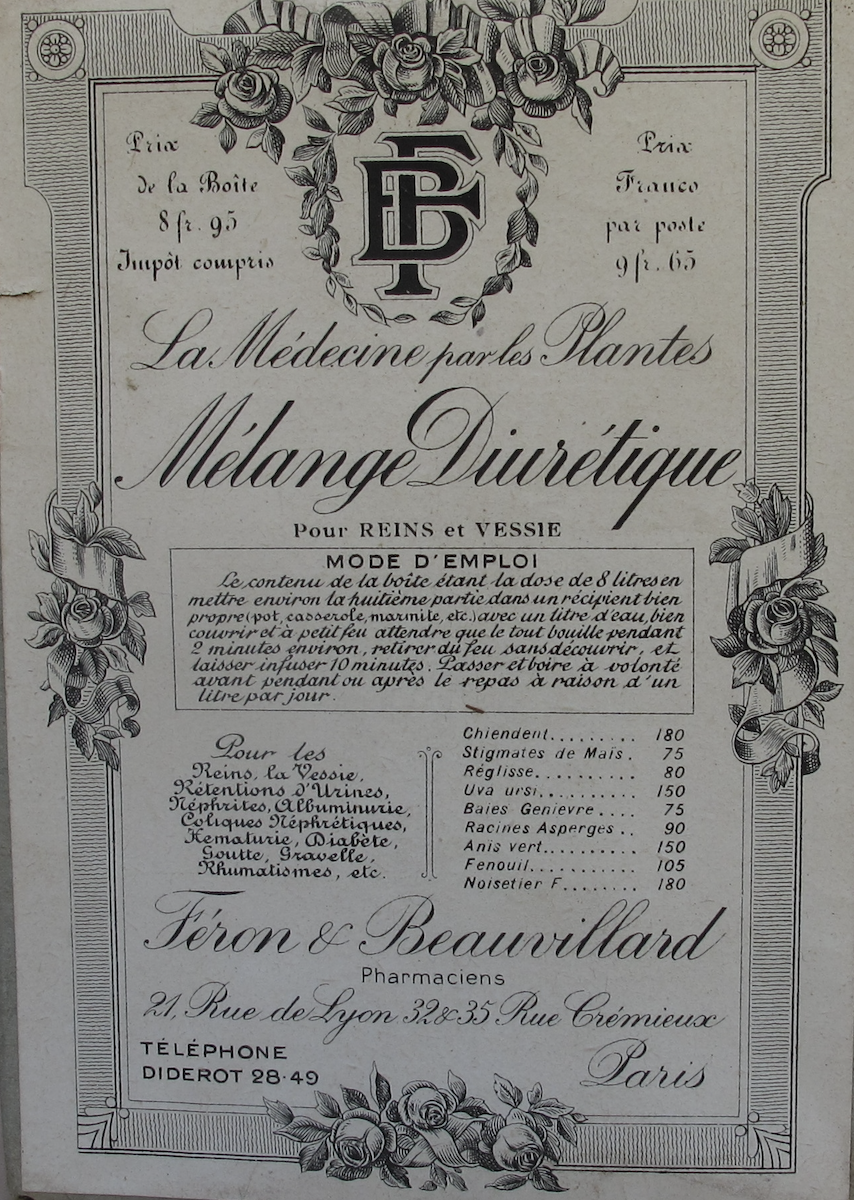 Prix
de la Boîte
8 fr. 95
Impôt compris
FB
Prix
Franco
par poste
9 fr. 65
La Médecine par les Plantes
Mélange Diurétique
Pour REINS et VESSIE
MODE D'EMPLOI
Le contenu de la boîte étant la dose de 8 litres en
mettre environ la huitième partie dans un récipient bien
propre (pot, casserole, marmite, etc.) avec un litre d'eau, bien
couvrir et à petit feu attendre que le tout bouille pendant
2 minutes environ, retirer du feu sans découvrir, et
laisser infuser 10 minutes. Passer et boire à volonté
avant pendant ou après le repas à raison d'un
litre par jour.
Pour les
Reins, la Vessie,
Rétentions d'Urines,
Néphrites, Albuminurie,
Coliques Néphrétiques,
Hematurie, Diabète,
Goutte, Gravelle,
Rhumatismes, etc.
Chiendent......... 180
Stigmates de Maïs. 75
Réglisse.......... 80
Uva ursi.......... 150
Baies Genievre.... 75
Racines Asperges.. 90
Anis vert......... 150
Fenouil........... 105
Noisetier F....... 180
Féron & Beauvillard
Pharmaciens
21, Rue de Lyon 32 & 35 Rue Crémieux
TÉLÉPHONE
DIDEROT 28-49
Paris